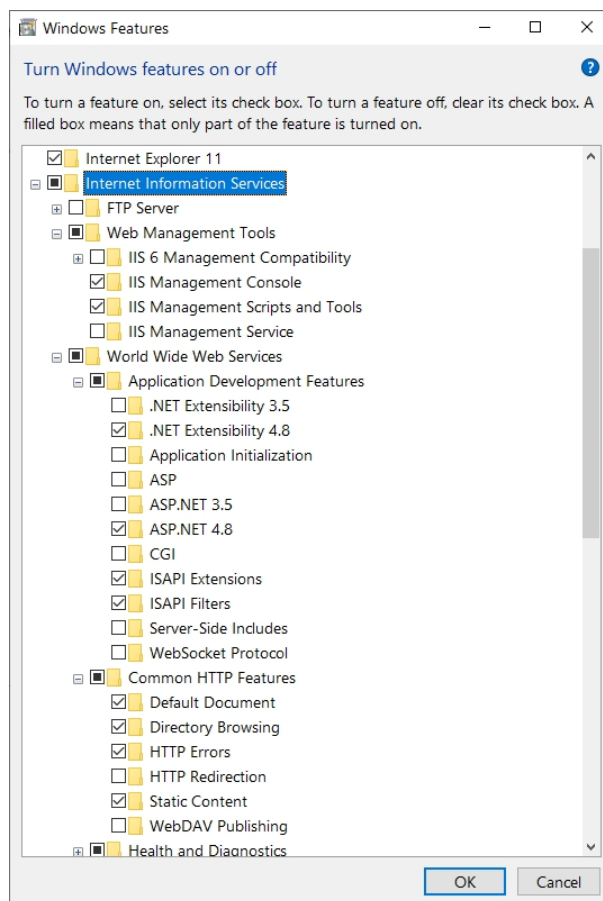 Windows Features
Turn Windows features on or off
To turn a feature on, select its check box. To turn a feature off, clear its check box. A
filled box means that only part of the feature is turned on.
Internet Explorer 11
Internet Information Services
FTP Server
Web Management Tools
IIS 6 Management Compatibility
IIS Management Console
IIS Management Scripts and Tools
IIS Management Service
World Wide Web Services
Application Development Features
.NET Extensibility 3.5
.NET Extensibility 4.8
Application Initialization
ASP
ASP.NET 3.5
ASP.NET 4.8
CGI
ISAPI Extensions
ISAPI Filters
Server-Side Includes
WebSocket Protocol
Common HTTP Features
Default Document
Directory Browsing
HTTP Errors
HTTP Redirection
Static Content
WebDAV Publishing
Health and Diagnostics
OK Cancel